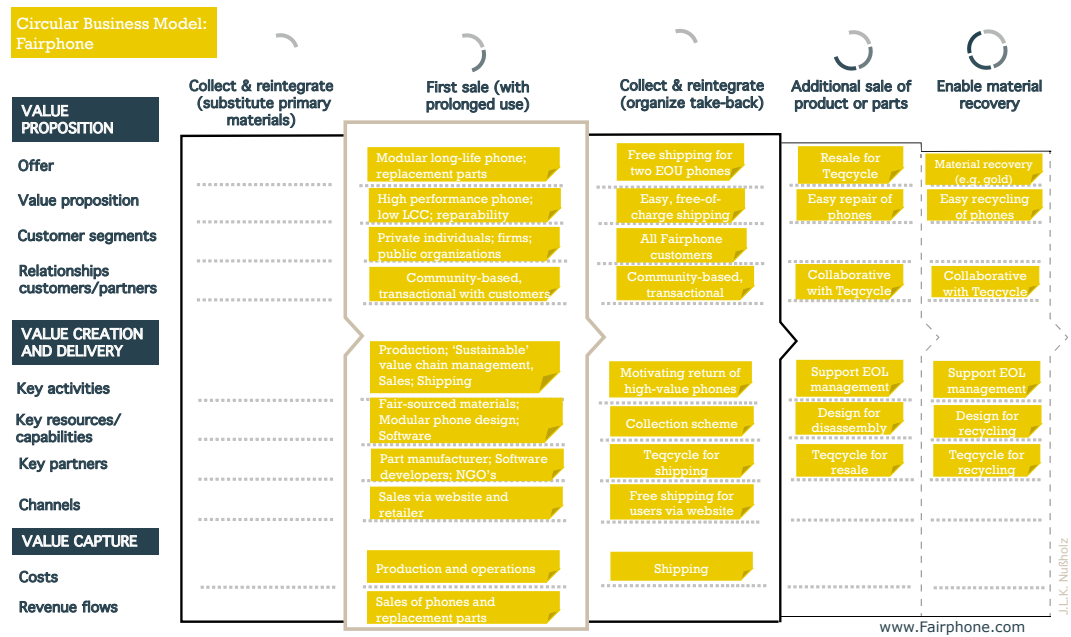 Circular Business Model:
Fairphone
Collect & reintegrate
(substitute primary
materials)
First sale (with
prolonged use)
Collect & reintegrate
(organize take-back)
Additional sale of
product or parts
Enable material
recovery
VALUE
PROPOSITION
Offer
Modular long-life phone;
replacement parts
Free shipping for
two EOU phones
Resale for
Teqcycle
Material recovery
(e.g. gold)
Value proposition
High performance phone;
low LCC; reparability
Easy, free-of-
charge shipping
Easy repair of
phones
Easy recycling
of phones
Customer segments
Private individuals; firms;
public organizations
All Fairphone
customers
Relationships
customers/partners
Community-based,
transactional with customers
Community-based,
transactional
Collaborative
with Teqcycle
Collaborative
with Teqcycle
VALUE CREATION
AND DELIVERY
Key activities
Production; ‘Sustainable’
value chain management,
Sales; Shipping
Motivating return of
high-value phones
Support EOL
management
Support EOL
management
Key resources/
capabilities
Fair-sourced materials;
Modular phone design;
Software
Collection scheme
Design for
disassembly
Design for
recycling
Key partners
Part manufacturer; Software
developers; NGO’s
Teqcycle for
shipping
Teqcycle for
resale
Teqcycle for
recycling
Channels
Sales via website and
retailer
Free shipping for
users via website
VALUE CAPTURE
Costs
Production and operations
Shipping
Revenue flows
Sales of phones and
replacement parts
J.L.K. Nußholz
www.Fairphone.com